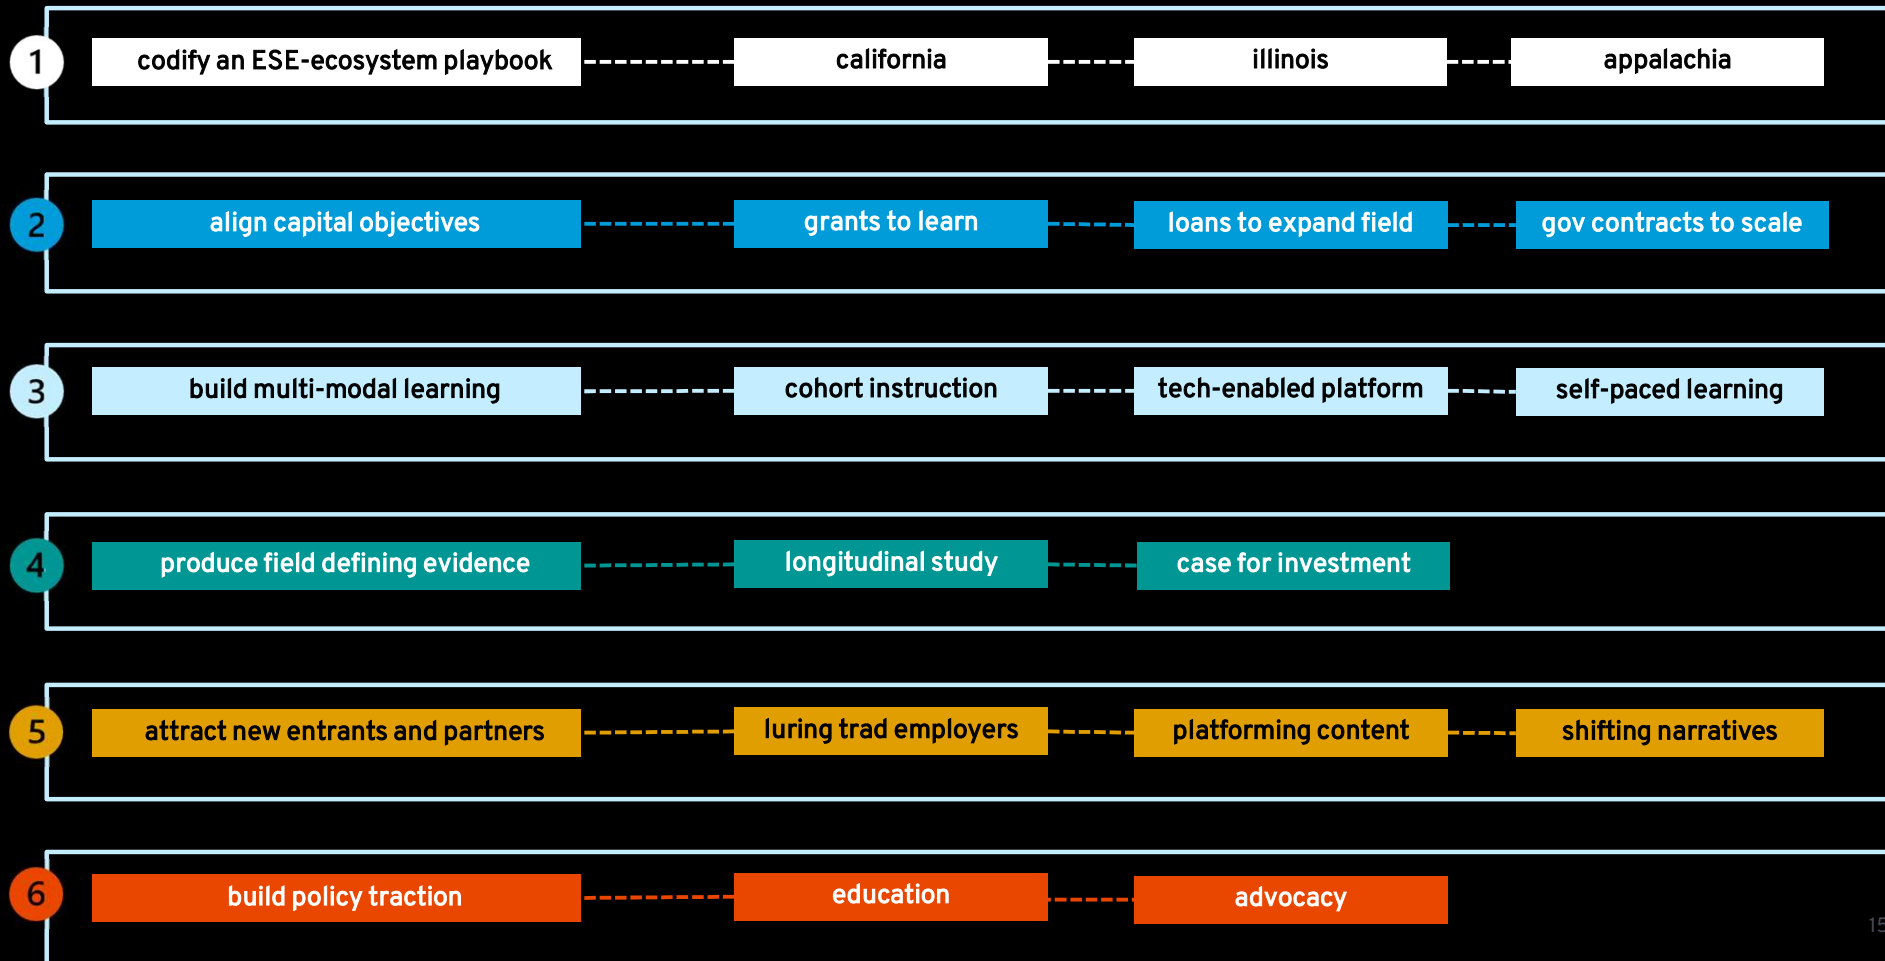 1
codify an ESE-ecosystem playbook
california
illinois
appalachia
2
align capital objectives
grants to learn
loans to expand field
gov contracts to scale
3
build multi-modal learning
cohort instruction
tech-enabled platform
self-paced learning
4
produce field defining evidence
longitudinal study
case for investment
5
attract new entrants and partners
luring trad employers
platforming content
shifting narratives
6
build policy traction
education
advocacy
15